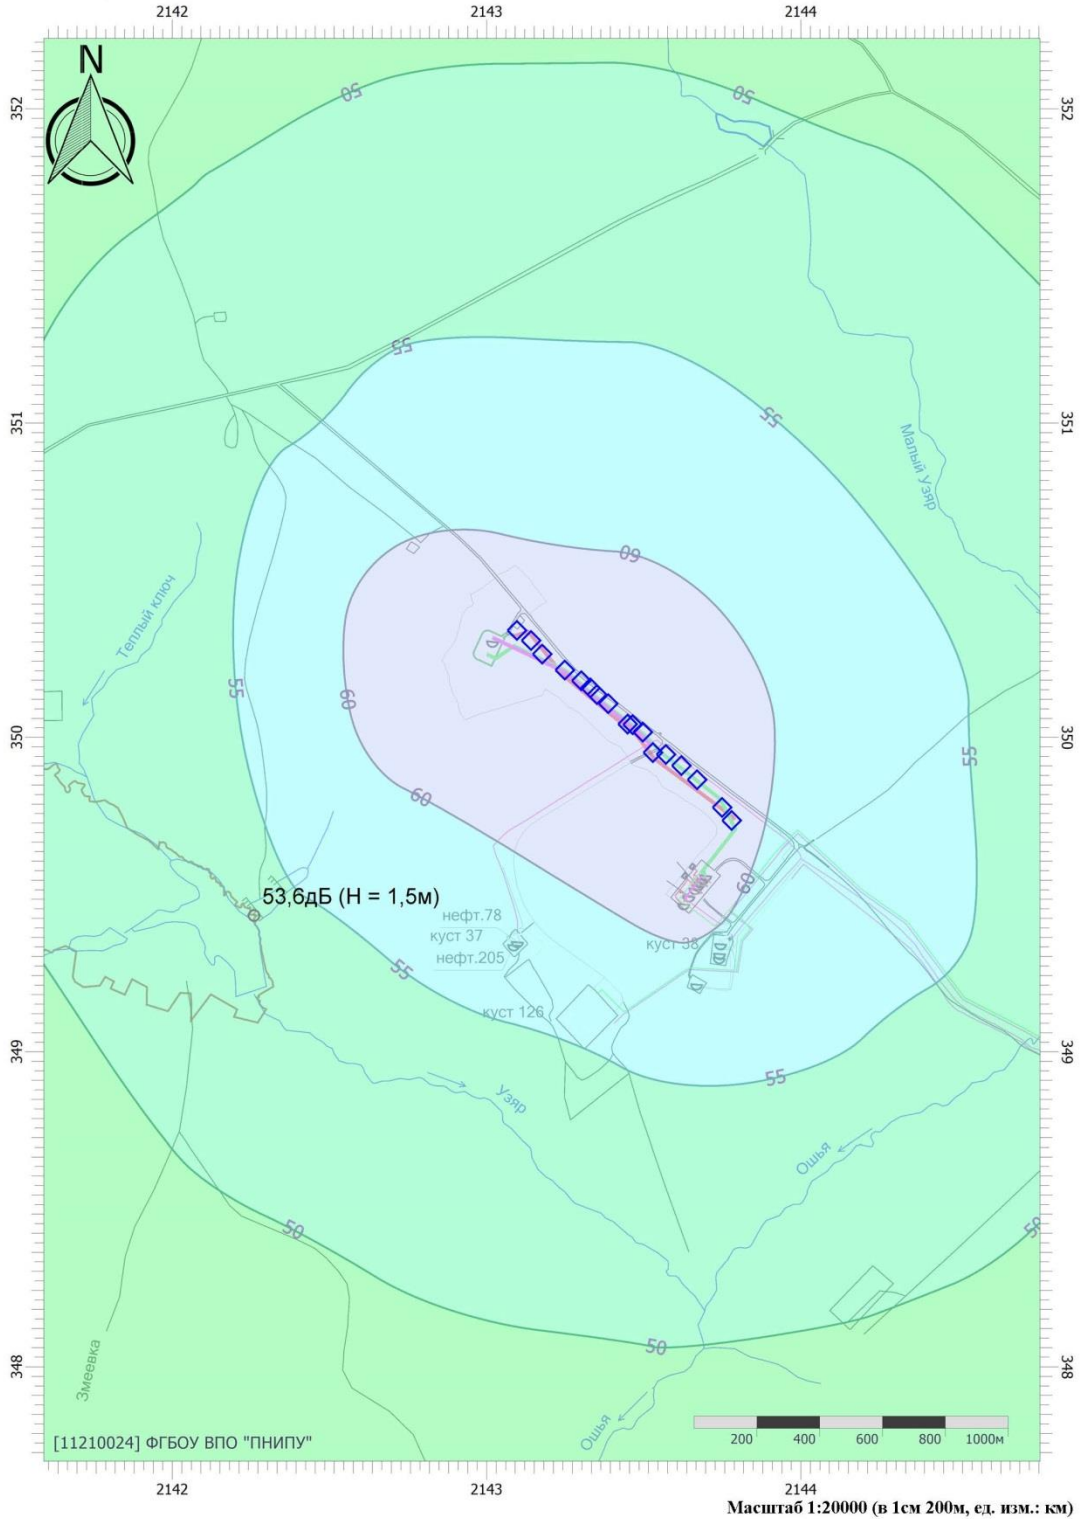 2142
2143
2144
352
352
N
50
50
55
55
351
351
Малый Узяр
60
Теплый ключ
55
60
350
350
55
60
60
53,6дБ (Н = 1,5м)
нефт.78
куст 37
куст 38
нефт.205
55
куст 126
349
349
55
Узяр
Ошья
50
50
50
348
348
Змеевка
Ошья
[11210024] ФГБОУ ВПО "ПНИПУ"
200 400 600 800 1000м
2142
2143
2144
Масштаб 1:20000 (в 1см 200м, ед. изм.: км)